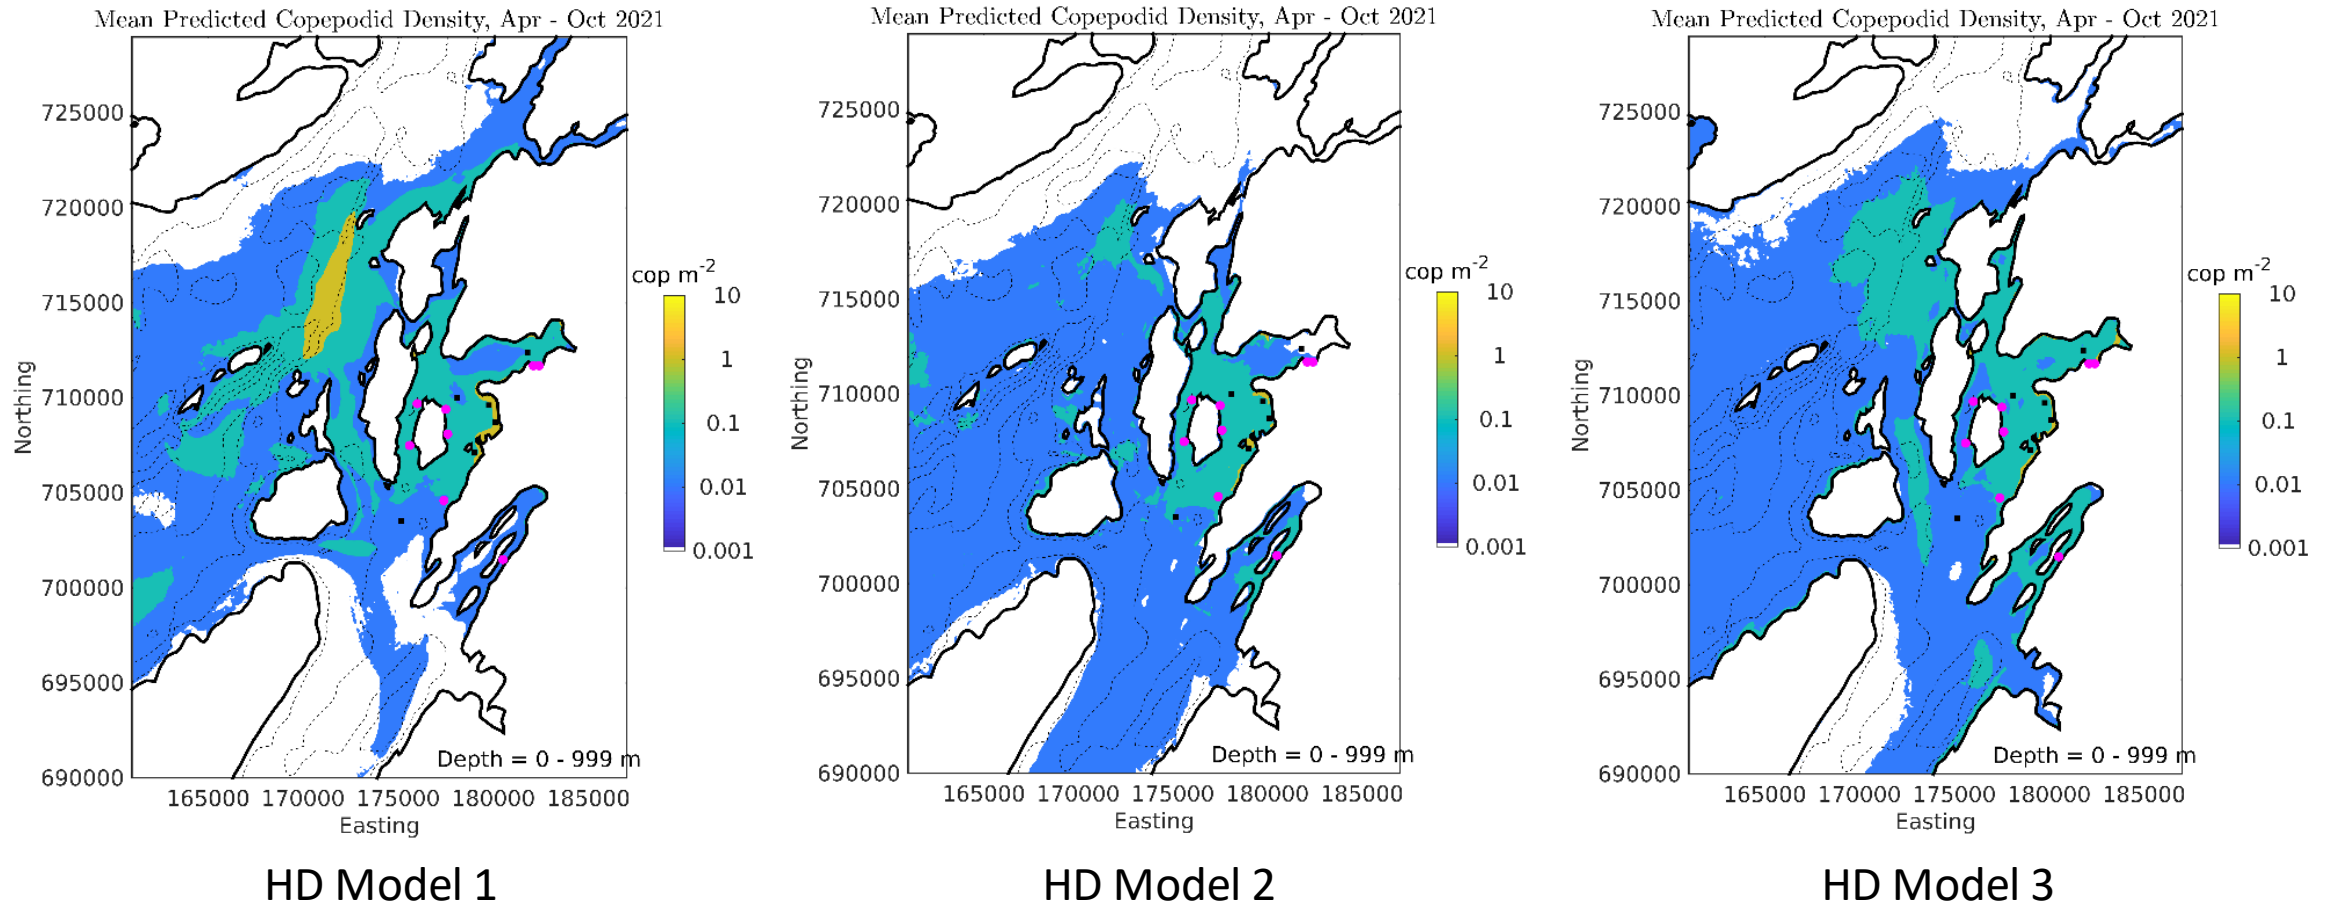 Mean Predicted Copepodid Density, Apr - Oct 2021
725000
720000
715000
710000
705000
700000
695000
690000
Northing
165000 170000 175000 180000 185000
Easting
Depth = 0 - 999 m
cop m-2
10
1
0.1
0.01
0.001
HD Model 1
Mean Predicted Copepodid Density, Apr - Oct 2021
725000
720000
715000
710000
705000
700000
695000
690000
Northing
165000 170000 175000 180000 185000
Easting
Depth = 0 - 999 m
cop m-2
10
1
0.1
0.01
0.001
HD Model 2
Mean Predicted Copepodid Density, Apr - Oct 2021
725000
720000
715000
710000
705000
700000
695000
690000
Northing
165000 170000 175000 180000 185000
Easting
Depth = 0 - 999 m
cop m-2
10
1
0.1
0.01
0.001
HD Model 3